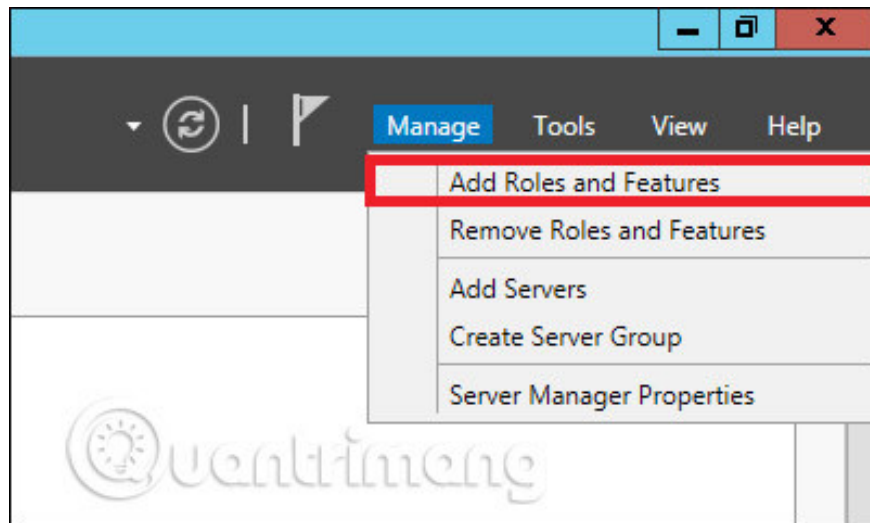 Manage Tools View Help
Add Roles and Features
Remove Roles and Features
Add Servers
Create Server Group
Server Manager Properties
Quantrimang